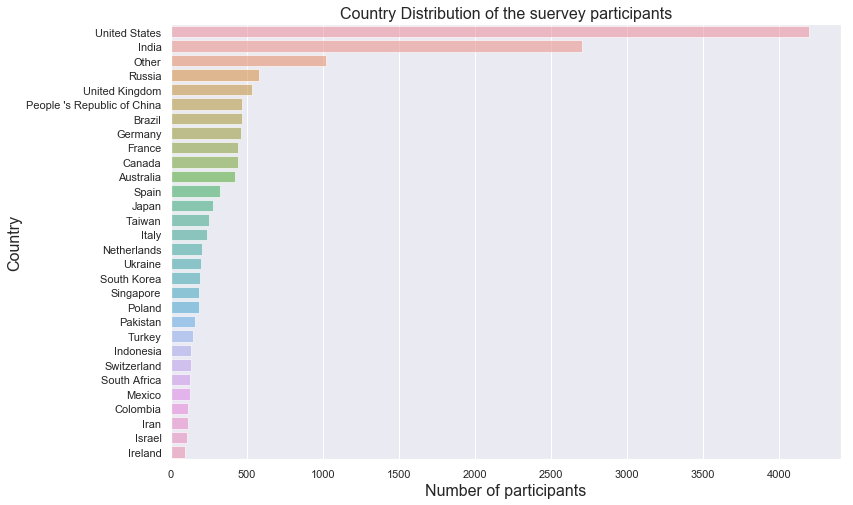 Country Distribution of the suervey participants
United States
India
Other
Russia
United Kingdom
People 's Republic of China
Brazil
Germany
France
Canada
Australia
Spain
Japan
Taiwan
Italy
Netherlands
Ukraine
South Korea
Singapore
Poland
Pakistan
Turkey
Indonesia
Switzerland
South Africa
Mexico
Colombia
Iran
Israel
Ireland
Country
0 500 1000 1500 2000 2500 3000 3500 4000
Number of participants